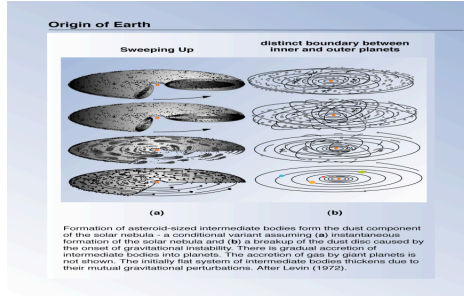 Origin of Earth
Sweeping Up
distinct boundary between
inner and outer planets
(a)
(b)
Formation of asteroid-sized intermediate bodies form the dust component
of the solar nebula - a conditional variant assuming (a) instantaneous
formation of the solar nebula and (b) a breakup of the dust disc caused by
the onset of gravitational instability. There is gradual accretion of
intermediate bodies into planets. The accretion of gas by giant planets is
not shown. The initially flat system of intermediate bodies thickens due to
their mutual gravitational perturbations. After Levin (1972).